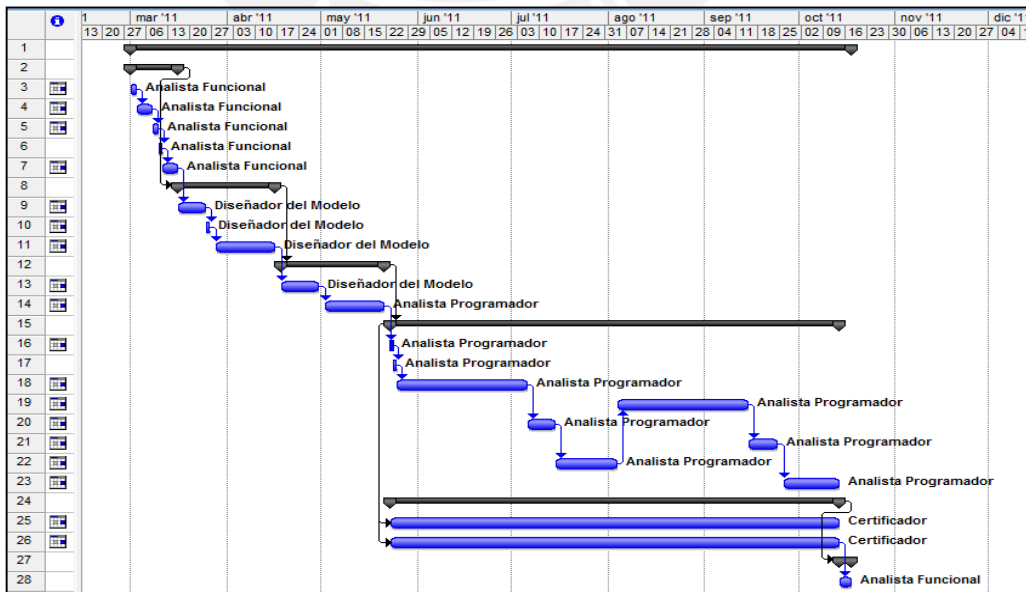 1 mar '11 abr '11 may '11 jun '11 jul '11 ago '11 sep '11 oct '11 nov '11 dic '1
13 20 27 06 13 20 27 03 10 17 24 01 08 15 22 29 05 12 19 26 03 10 17 24 31 07 14 21 28 04 11 18 25 02 09 16 23 30 06 13 20 27 04 1
1
2
3 Analista Funcional
4 Analista Funcional
5 Analista Funcional
6 Analista Funcional
7 Analista Funcional
8
9 Diseñador del Modelo
10 Diseñador del Modelo
11 Diseñador del Modelo
12
13 Diseñador del Modelo
14 Analista Programador
15
16 Analista Programador
17 Analista Programador
18 Analista Programador
19 Analista Programador
20 Analista Programador
21 Analista Programador
22 Analista Programador
23 Analista Programador
24
25 Certificador
26 Certificador
27
28 Analista Funcional